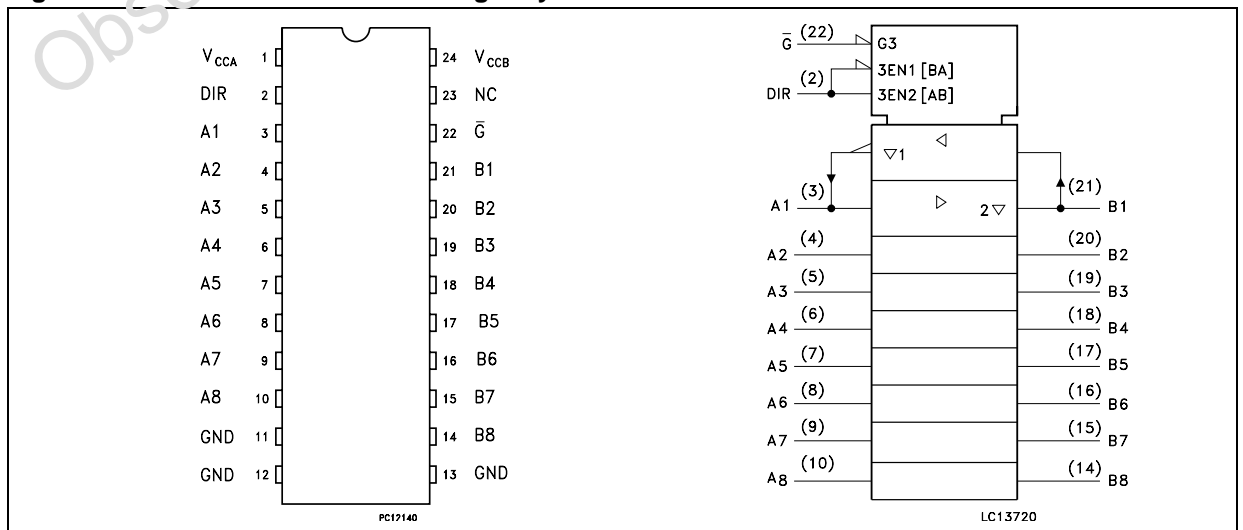 Obs
V_CCA 1 24 V_CCB
DIR 2 23 NC
A1 3 22 G̅
A2 4 21 B1
A3 5 20 B2
A4 6 19 B3
A5 7 18 B4
A6 8 17 B5
A7 9 16 B6
A8 10 15 B7
GND 11 14 B8
GND 12 13 GND
PC12140
G̅ (22) G3
3EN1 [BA]
DIR (2) 3EN2 [AB]
▽1 ◁
A1 (3) ▷ 2▽ (21) B1
A2 (4) (20) B2
A3 (5) (19) B3
A4 (6) (18) B4
A5 (7) (17) B5
A6 (8) (16) B6
A7 (9) (15) B7
A8 (10) (14) B8
LC13720